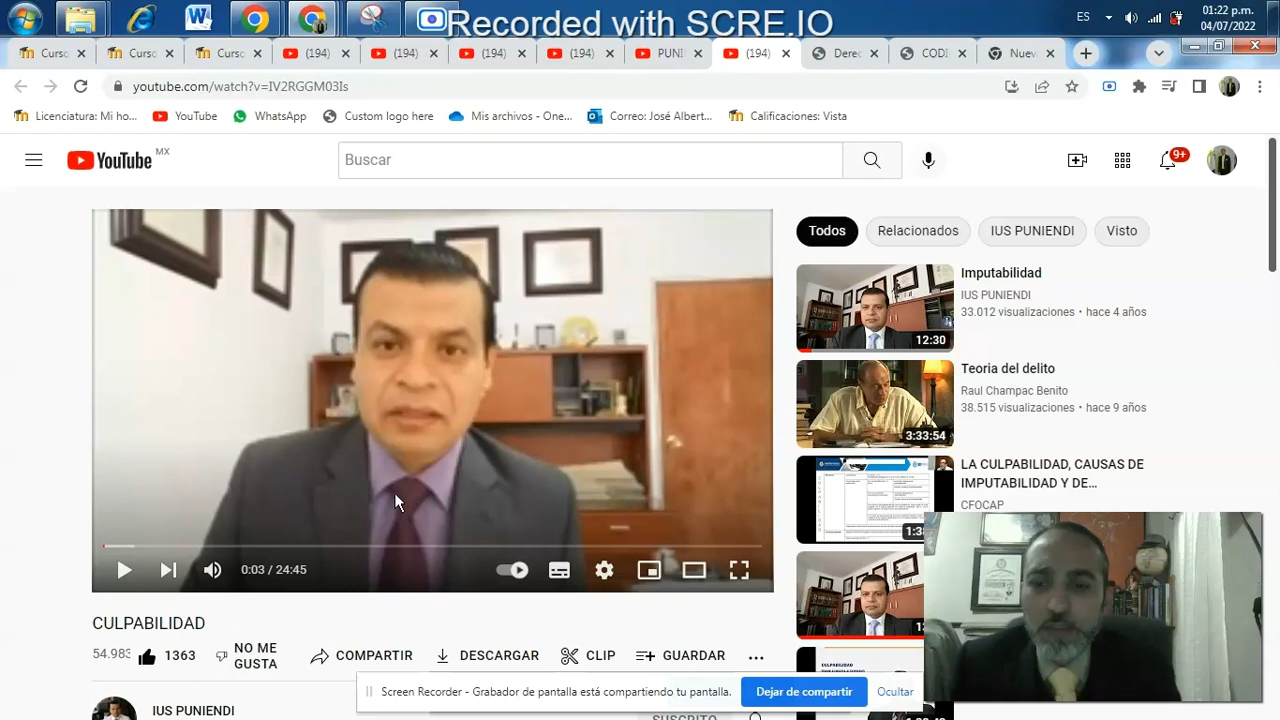 Recorded with SCRE.IO
ES
01:22 p.m.
04/07/2022
Curso
Curso
Curso
(194)
(194)
(194)
(194)
PUNI
(194)
Derec
CODI
Nuev
youtube.com/watch?v=IV2RGGM03Is
Licenciatura: Mi ho...
YouTube
WhatsApp
Custom logo here
Mis archivos - One...
Correo: José Albert...
Calificaciones: Vista
YouTube MX
Buscar
9+
Todos
Relacionados
IUS PUNIENDI
Visto
Imputabilidad
IUS PUNIENDI
33.012 visualizaciones • hace 4 años
12:30
Teoria del delito
Raul Champac Benito
38.515 visualizaciones • hace 9 años
3:33:54
LA CULPABILIDAD, CAUSAS DE
IMPUTABILIDAD Y DE...
CFOCAP
0:03 / 24:45
CULPABILIDAD
54.983
1363
NO ME
GUSTA
COMPARTIR
DESCARGAR
CLIP
GUARDAR
Screen Recorder - Grabador de pantalla está compartiendo tu pantalla.
Dejar de compartir
Ocultar
IUS PUNIENDI
SUSCRITO